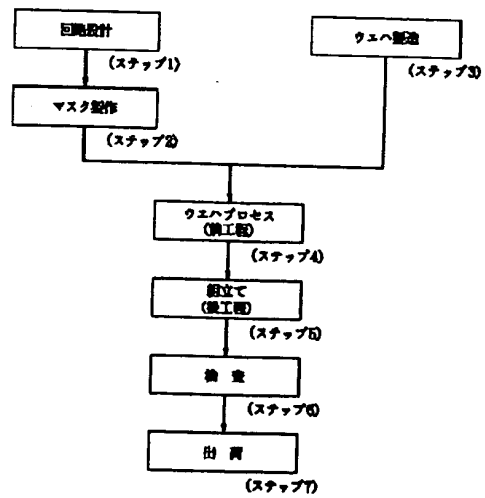 回路設計
(ステップ1)
ウエハ製造
(ステップ3)
マスク製作
(ステップ2)
ウエハプロセス
(前工程)
(ステップ4)
組立て
(後工程)
(ステップ5)
検 査
(ステップ6)
出 荷
(ステップ7)